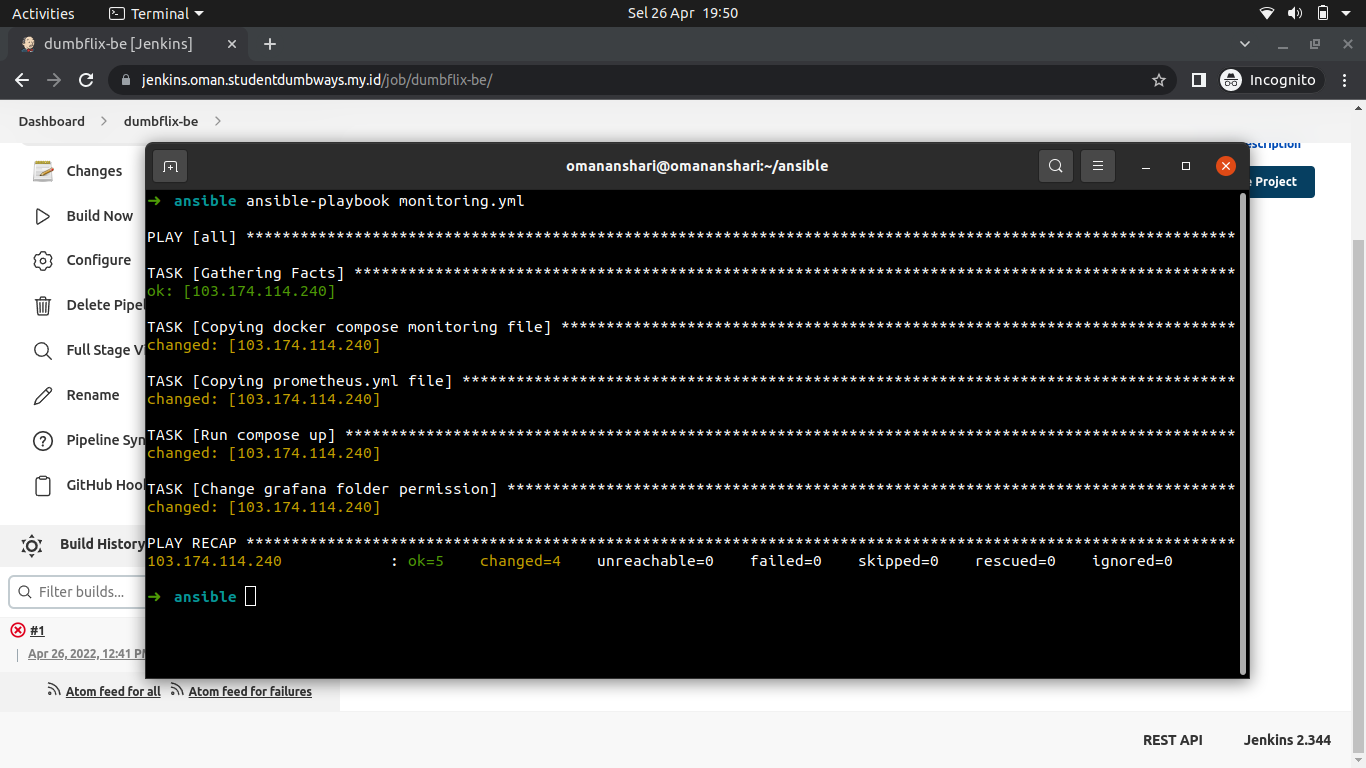 Activities Terminal Sel 26 Apr 19:50
dumbflix-be [Jenkins]
jenkins.oman.studentdumbways.my.id/job/dumbflix-be/ Incognito
Dashboard dumbflix-be
Changes
Build Now
Configure
Delete
Full Stage
Rename
Pipeline
GitHub
Build History
Filter builds...
#1
Apr 26, 2022, 12:41
Atom feed for all Atom feed for failures
Project
omananshari@omananshari:~/ansible
➜ ansible ansible-playbook monitoring.yml
PLAY [all] **************************************************************************************************************
TASK [Gathering Facts] **************************************************************************************************
ok: [103.174.114.240]
TASK [Copying docker compose monitoring file] ***************************************************************************
changed: [103.174.114.240]
TASK [Copying prometheus.yml file] **************************************************************************************
changed: [103.174.114.240]
TASK [Run compose up] ***************************************************************************************************
changed: [103.174.114.240]
TASK [Change grafana folder permission] *********************************************************************************
changed: [103.174.114.240]
PLAY RECAP **************************************************************************************************************
103.174.114.240 : ok=5 changed=4 unreachable=0 failed=0 skipped=0 rescued=0 ignored=0
➜ ansible
REST API Jenkins 2.344